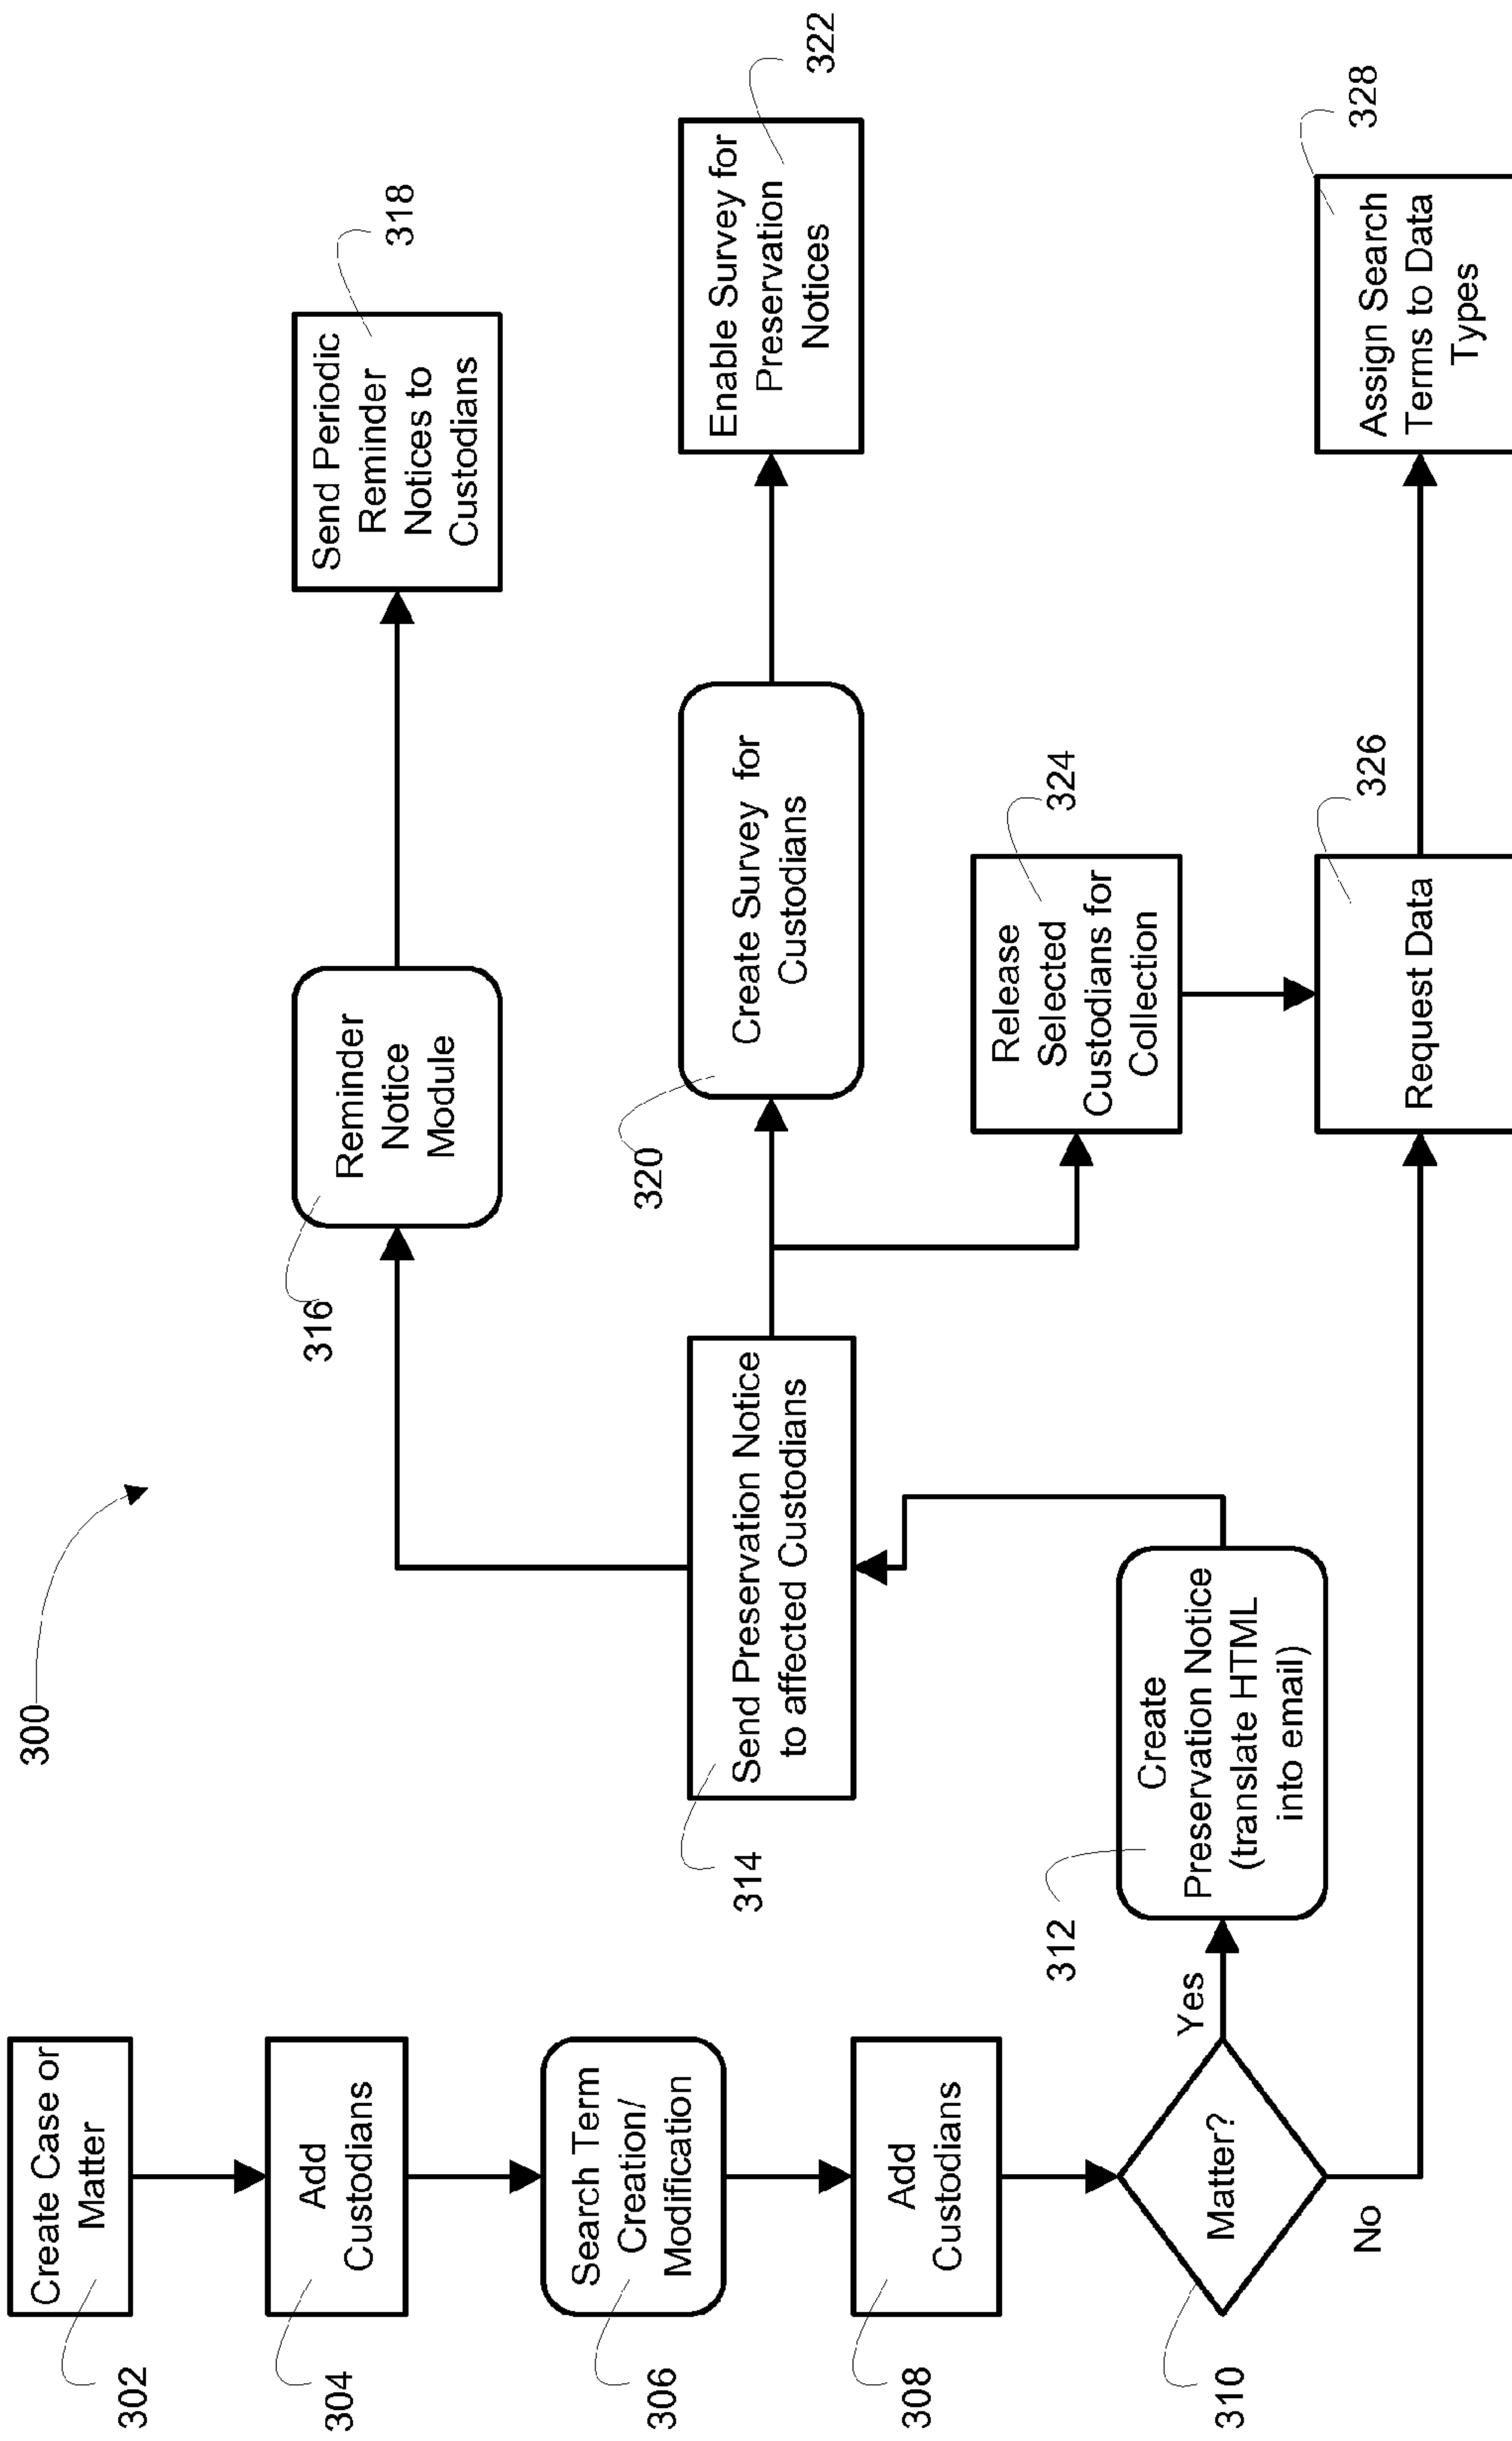 300
Create Case or
Matter
302
Add
Custodians
304
Search Term
Creation/
Modification
306
Add
Custodians
308
Matter?
310
Yes
No
Create
Preservation Notice
(translate HTML
into email)
312
Send Preservation Notice
to affected Custodians
314
Reminder
Notice
Module
316
Send Periodic
Reminder
Notices to
Custodians
318
Create Survey for
Custodians
320
Enable Survey for
Preservation
Notices
322
Release
Selected
Custodians for
Collection
324
Request Data
326
Assign Search
Terms to Data
Types
328